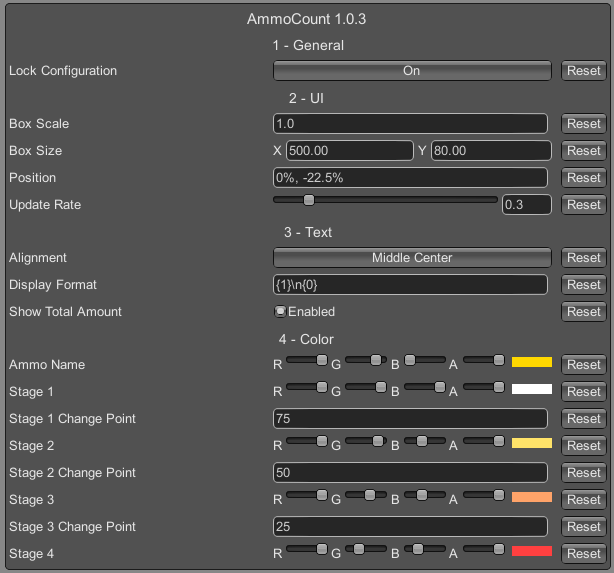 AmmoCount 1.0.3
1 - General
Lock Configuration On Reset
2 - UI
Box Scale 1.0 Reset
Box Size X 500.00 Y 80.00 Reset
Position 0%, -22.5% Reset
Update Rate 0.3 Reset
3 - Text
Alignment Middle Center Reset
Display Format {1}\n{0} Reset
Show Total Amount Enabled Reset
4 - Color
Ammo Name R G B A Reset
Stage 1 R G B A Reset
Stage 1 Change Point 75 Reset
Stage 2 R G B A Reset
Stage 2 Change Point 50 Reset
Stage 3 R G B A Reset
Stage 3 Change Point 25 Reset
Stage 4 R G B A Reset